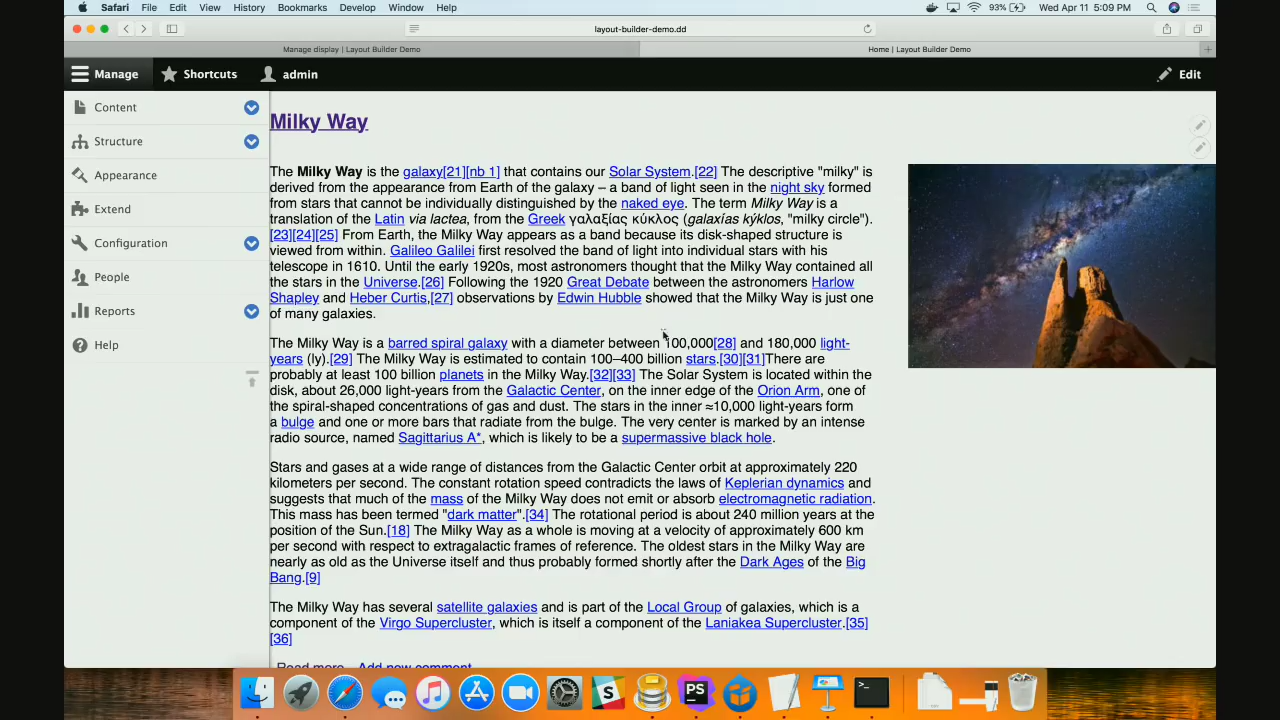 Safari File Edit View History Bookmarks Develop Window Help 93% Wed Apr 11 5:09 PM
layout-builder-demo.dd
Manage display | Layout Builder Demo Home | Layout Builder Demo
Manage Shortcuts admin Edit
Content
Structure
Appearance
Extend
Configuration
People
Reports
Help
Milky Way
The Milky Way is the galaxy[21][nb 1] that contains our Solar System.[22] The descriptive "milky" is
derived from the appearance from Earth of the galaxy – a band of light seen in the night sky formed
from stars that cannot be individually distinguished by the naked eye. The term Milky Way is a
translation of the Latin via lactea, from the Greek γαλαξίας κύκλος (galaxías kýklos, "milky circle").
[23][24][25] From Earth, the Milky Way appears as a band because its disk-shaped structure is
viewed from within. Galileo Galilei first resolved the band of light into individual stars with his
telescope in 1610. Until the early 1920s, most astronomers thought that the Milky Way contained all
the stars in the Universe.[26] Following the 1920 Great Debate between the astronomers Harlow
Shapley and Heber Curtis,[27] observations by Edwin Hubble showed that the Milky Way is just one
of many galaxies.
The Milky Way is a barred spiral galaxy with a diameter between 100,000[28] and 180,000 light-
years (ly).[29] The Milky Way is estimated to contain 100–400 billion stars.[30][31]There are
probably at least 100 billion planets in the Milky Way.[32][33] The Solar System is located within the
disk, about 26,000 light-years from the Galactic Center, on the inner edge of the Orion Arm, one of
the spiral-shaped concentrations of gas and dust. The stars in the inner ≈10,000 light-years form
a bulge and one or more bars that radiate from the bulge. The very center is marked by an intense
radio source, named Sagittarius A*, which is likely to be a supermassive black hole.
Stars and gases at a wide range of distances from the Galactic Center orbit at approximately 220
kilometers per second. The constant rotation speed contradicts the laws of Keplerian dynamics and
suggests that much of the mass of the Milky Way does not emit or absorb electromagnetic radiation.
This mass has been termed "dark matter".[34] The rotational period is about 240 million years at the
position of the Sun.[18] The Milky Way as a whole is moving at a velocity of approximately 600 km
per second with respect to extragalactic frames of reference. The oldest stars in the Milky Way are
nearly as old as the Universe itself and thus probably formed shortly after the Dark Ages of the Big
Bang.[9]
The Milky Way has several satellite galaxies and is part of the Local Group of galaxies, which is a
component of the Virgo Supercluster, which is itself a component of the Laniakea Supercluster.[35]
[36]
Read more Add new comment
PS